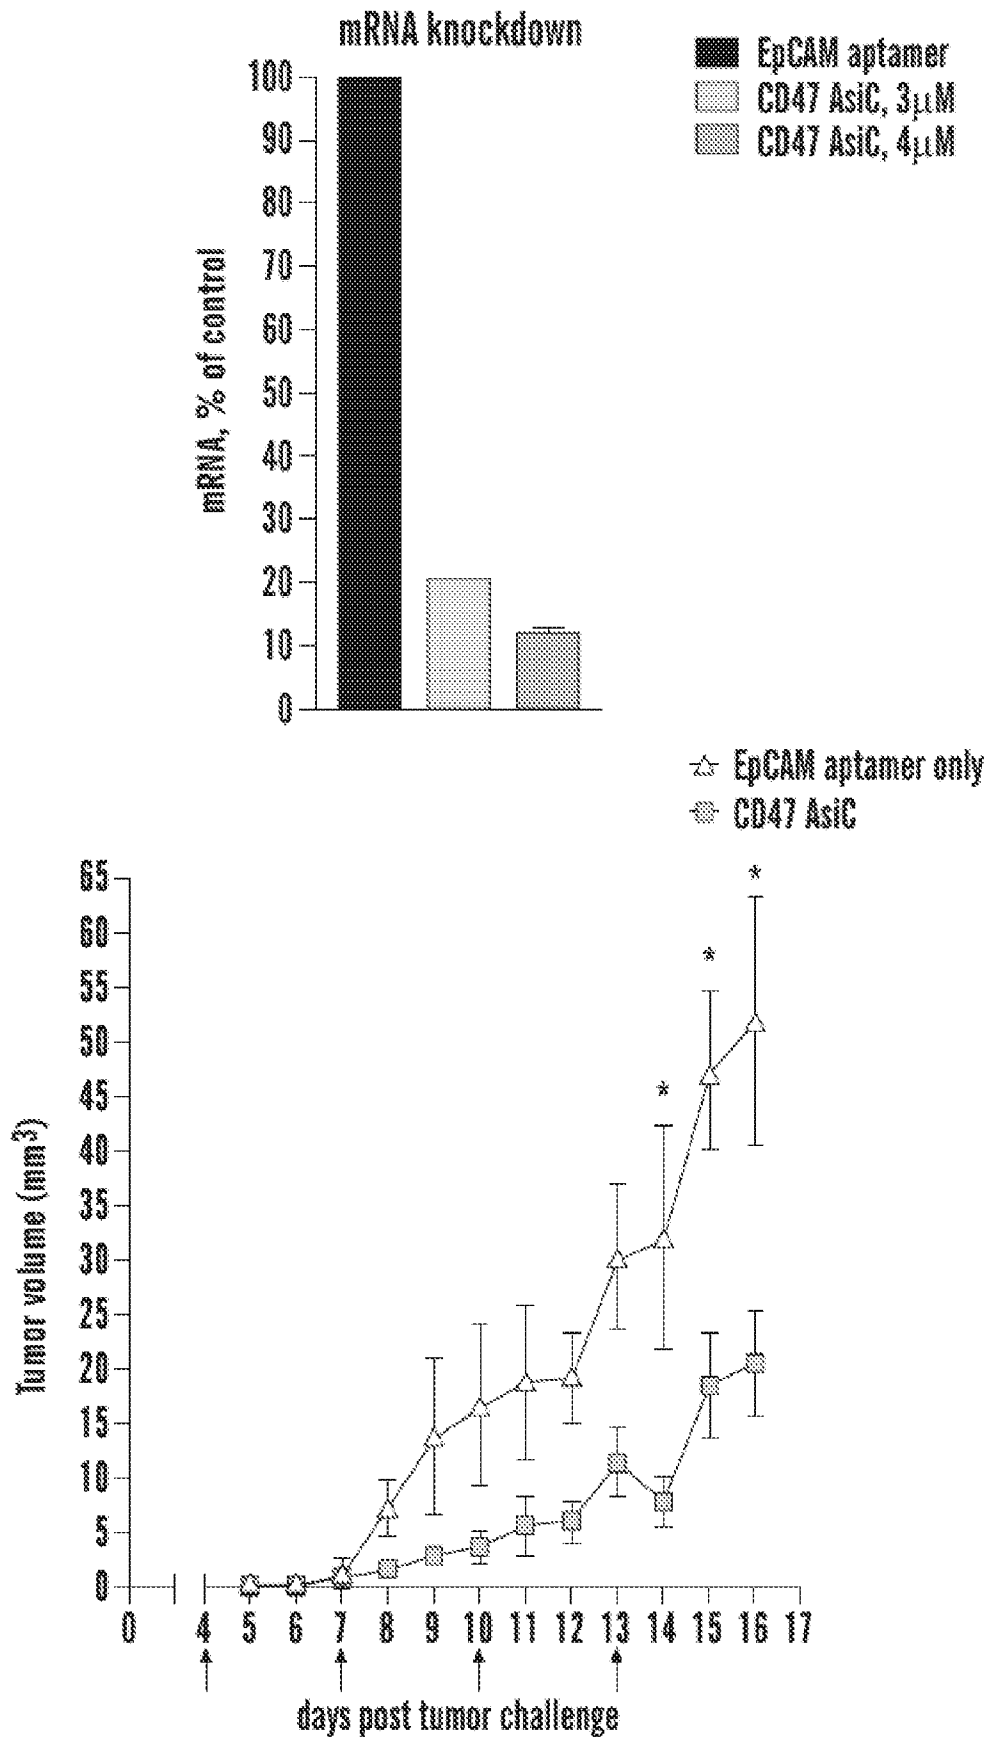 mRNA knockdown
EpCAM aptamer
CD47 AsiC, 3µM
CD47 AsiC, 4µM
mRNA, % of control
100
90
80
70
60
50
40
30
20
10
0
EpCAM aptamer only
CD47 AsiC
Tumor volume (mm³)
65
60
55
50
45
40
35
30
25
20
15
10
5
0
* * *
0 4 5 6 7 8 9 10 11 12 13 14 15 16 17
days post tumor challenge